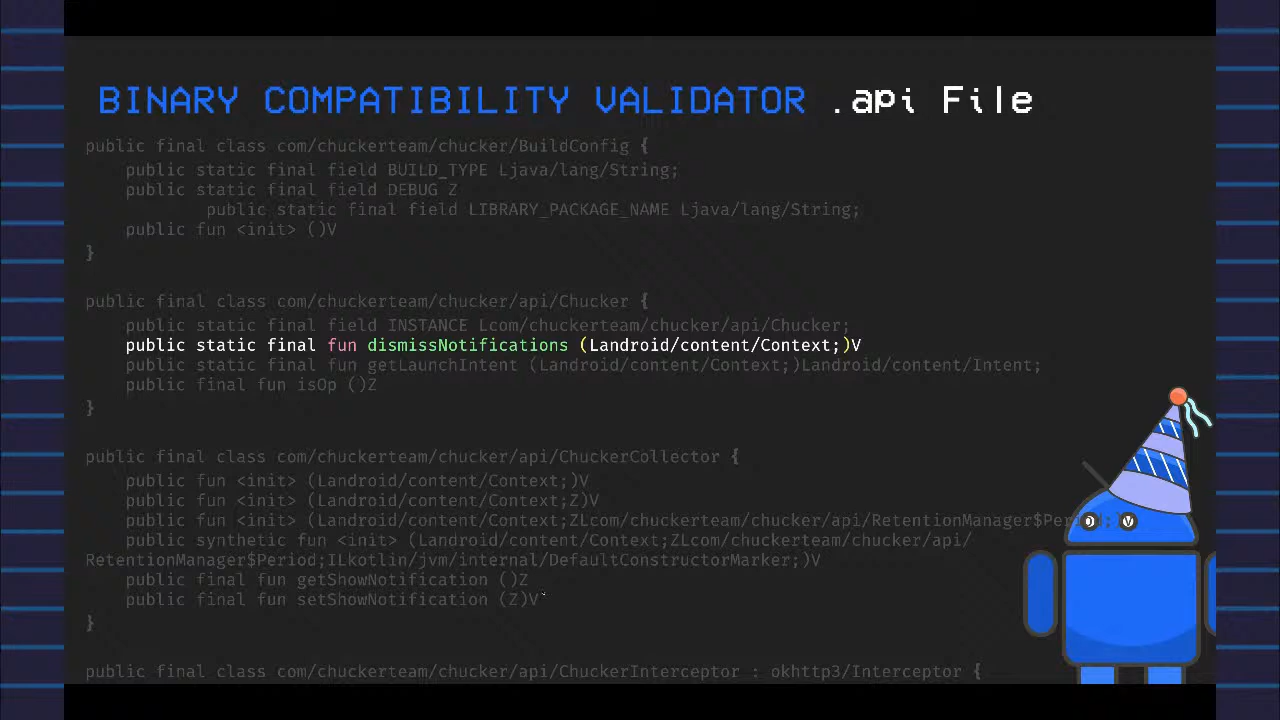 BINARY COMPATIBILITY VALIDATOR .api File
public final class com/chuckerteam/chucker/BuildConfig {
public static final field BUILD_TYPE Ljava/lang/String;
public static final field DEBUG Z
public static final field LIBRARY_PACKAGE_NAME Ljava/lang/String;
public fun <init> ()V
}
public final class com/chuckerteam/chucker/api/Chucker {
public static final field INSTANCE Lcom/chuckerteam/chucker/api/Chucker;
public static final fun dismissNotifications (Landroid/content/Context;)V
public static final fun getLaunchIntent (Landroid/content/Context;)Landroid/content/Intent;
public final fun isOp ()Z
}
public final class com/chuckerteam/chucker/api/ChuckerCollector {
public fun <init> (Landroid/content/Context;)V
public fun <init> (Landroid/content/Context;Z)V
public fun <init> (Landroid/content/Context;ZLcom/chuckerteam/chucker/api/RetentionManager$Period;)V
public synthetic fun <init> (Landroid/content/Context;ZLcom/chuckerteam/chucker/api/
RetentionManager$Period;ILkotlin/jvm/internal/DefaultConstructorMarker;)V
public final fun getShowNotification ()Z
public final fun setShowNotification (Z)V
}
public final class com/chuckerteam/chucker/api/ChuckerInterceptor : okhttp3/Interceptor {